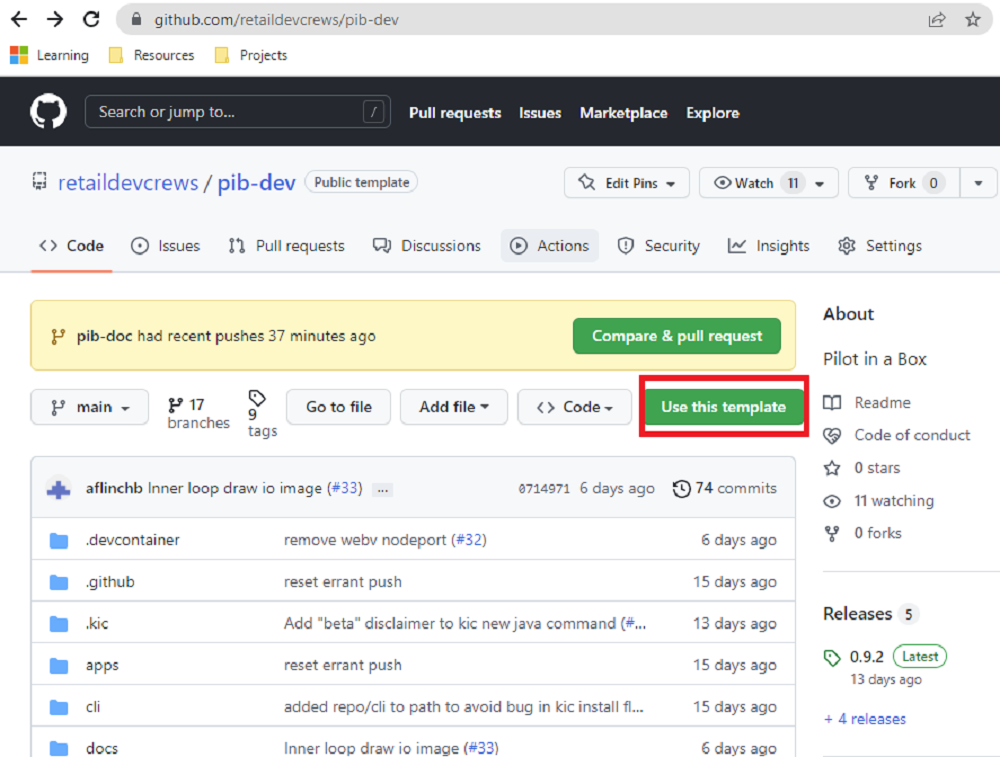 github.com/retaildevcrews/pib-dev
Learning Resources Projects
Search or jump to... / Pull requests Issues Marketplace Explore
retaildevcrews / pib-dev Public template Edit Pins Watch 11 Fork 0
Code Issues Pull requests Discussions Actions Security Insights Settings
pib-doc had recent pushes 37 minutes ago Compare & pull request
main 17 branches 9 tags Go to file Add file Code Use this template
aflinchb Inner loop draw io image (#33) ... 0714971 6 days ago 74 commits
.devcontainer remove webv nodeport (#32) 6 days ago
.github reset errant push 15 days ago
.kic Add "beta" disclaimer to kic new java command (#... 13 days ago
apps reset errant push 15 days ago
cli added repo/cli to path to avoid bug in kic install fl... 15 days ago
docs Inner loop draw io image (#33) 6 days ago
About
Pilot in a Box
Readme
Code of conduct
0 stars
11 watching
0 forks
Releases 5
0.9.2 Latest
13 days ago
+ 4 releases